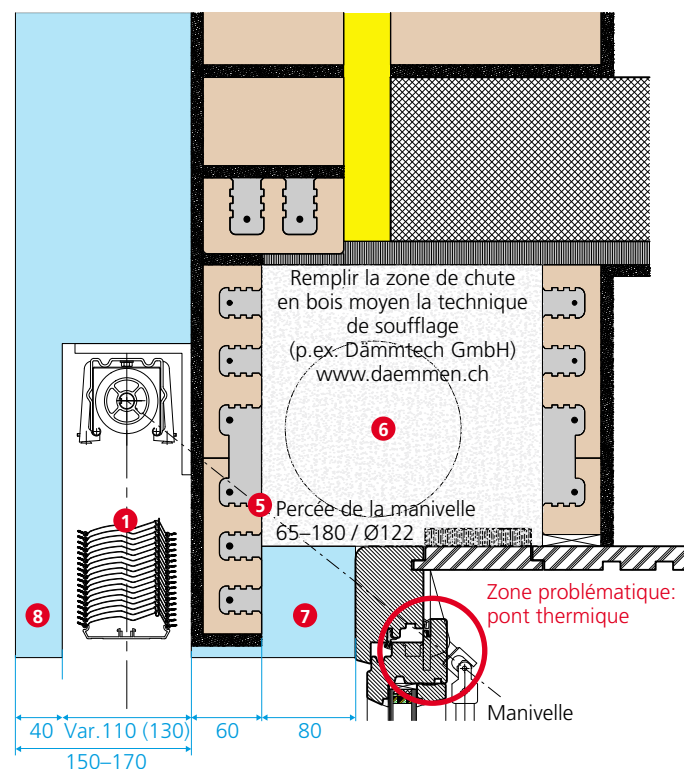 Remplir la zone de chute
en bois moyen la technique
de soufflage
(p.ex. Dämmtech GmbH)
www.daemmen.ch
6
5
1
Percée de la manivelle
65–180 / Ø122
Zone problématique:
pont thermique
8
7
Manivelle
40 Var.110 (130) 60 80
150–170